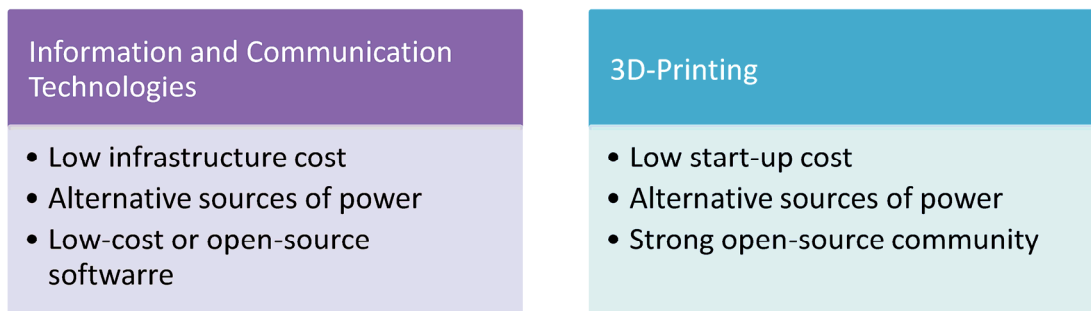 Information and Communication
Technologies
• Low infrastructure cost
• Alternative sources of power
• Low-cost or open-source
softwarre
3D-Printing
• Low start-up cost
• Alternative sources of power
• Strong open-source community